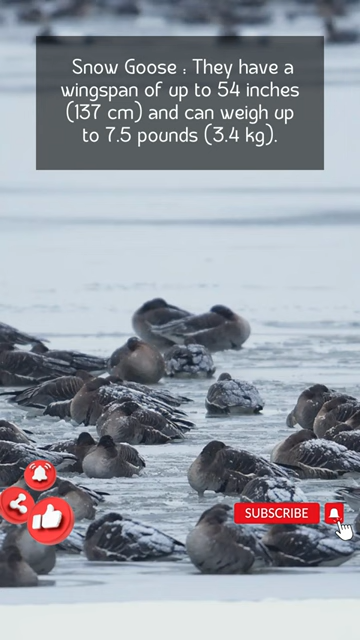 Snow Goose : They have a
wingspan of up to 54 inches
(137 cm) and can weigh up
to 7.5 pounds (3.4 kg).
SUBSCRIBE